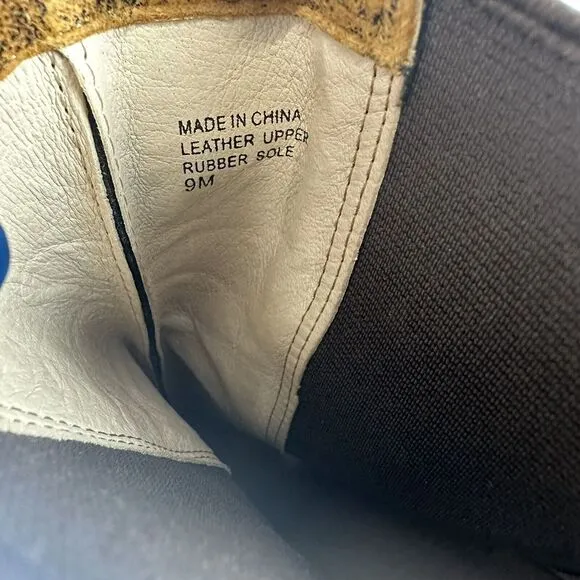 MADE IN CHINA
LEATHER UPPER
RUBBER SOLE
9M